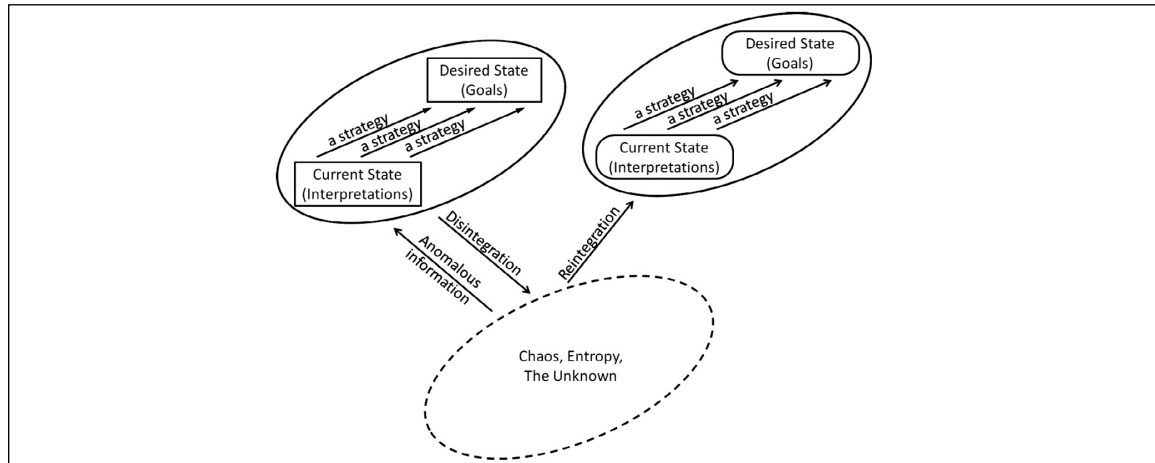 Desired State
(Goals)
a strategy
a strategy
a strategy
Current State
(Interpretations)
Desired State
(Goals)
a strategy
a strategy
a strategy
Current State
(Interpretations)
Disintegration
Anomalous
information
Reintegration
Chaos, Entropy,
The Unknown